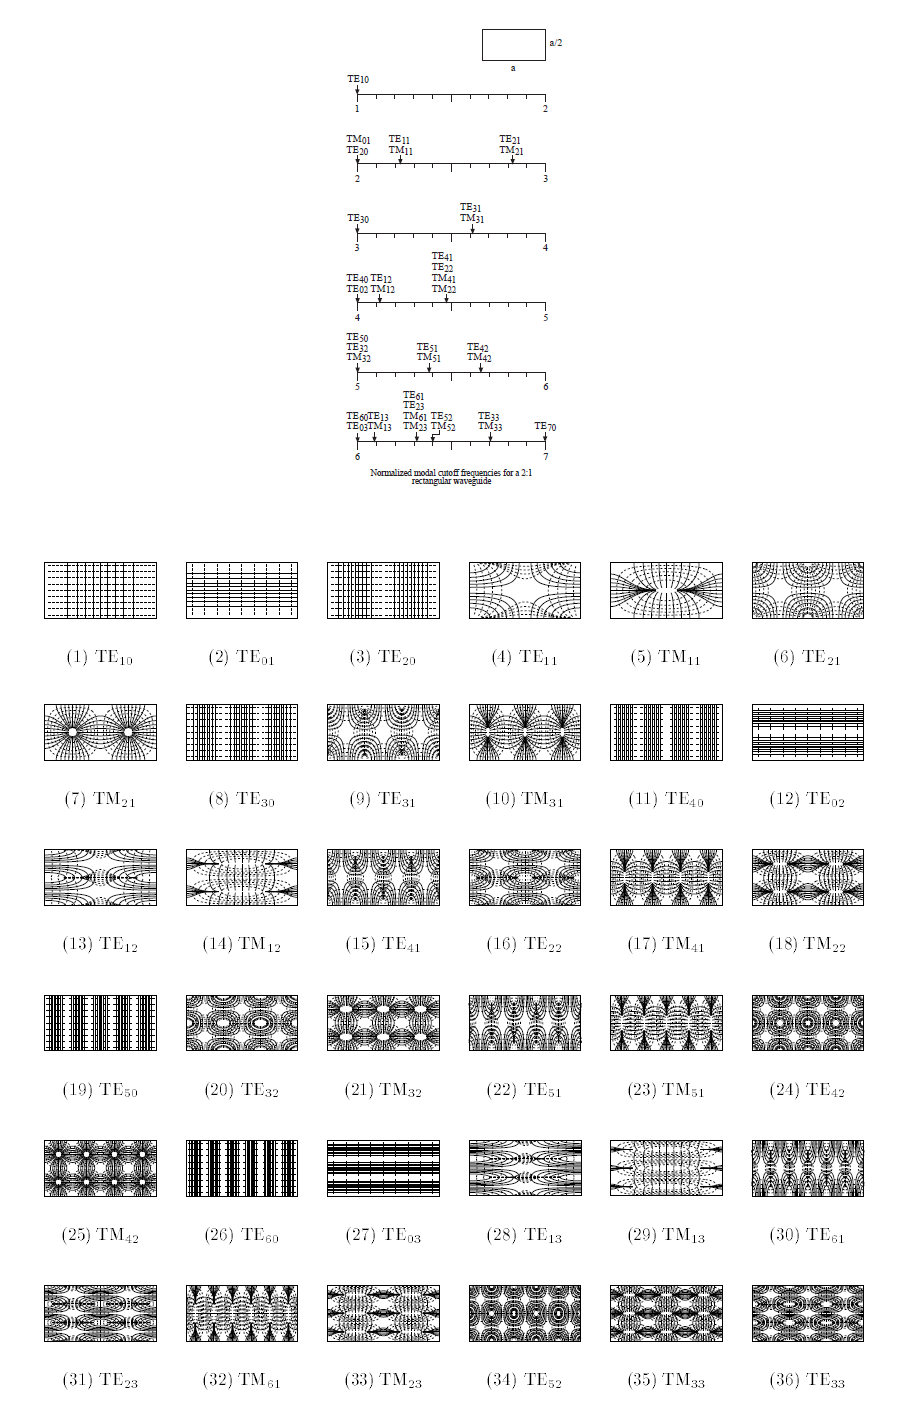 a/2
a
TE10
1 2
TM01 TE11 TE21
TE20 TM11 TM21
2 3
TE31
TE30 TM31
3 4
TE41
TE22
TE40 TE12 TM41
TE02 TM12 TM22
4 5
TE50
TE32 TE51 TE42
TM32 TM51 TM42
5 6
TE61
TE23
TE60 TE13 TM61 TE52 TE33
TE03 TM13 TM23 TM52 TM33 TE70
6 7
Normalized modal cutoff frequencies for a 2:1
rectangular waveguide
(1) TE10 (2) TE01 (3) TE20 (4) TE11 (5) TM11 (6) TE21
(7) TM21 (8) TE30 (9) TE31 (10) TM31 (11) TE40 (12) TE02
(13) TE12 (14) TM12 (15) TE41 (16) TE22 (17) TM41 (18) TM22
(19) TE50 (20) TE32 (21) TM32 (22) TE51 (23) TM51 (24) TE42
(25) TM42 (26) TE60 (27) TE03 (28) TE13 (29) TM13 (30) TE61
(31) TE23 (32) TM61 (33) TM23 (34) TE52 (35) TM33 (36) TE33